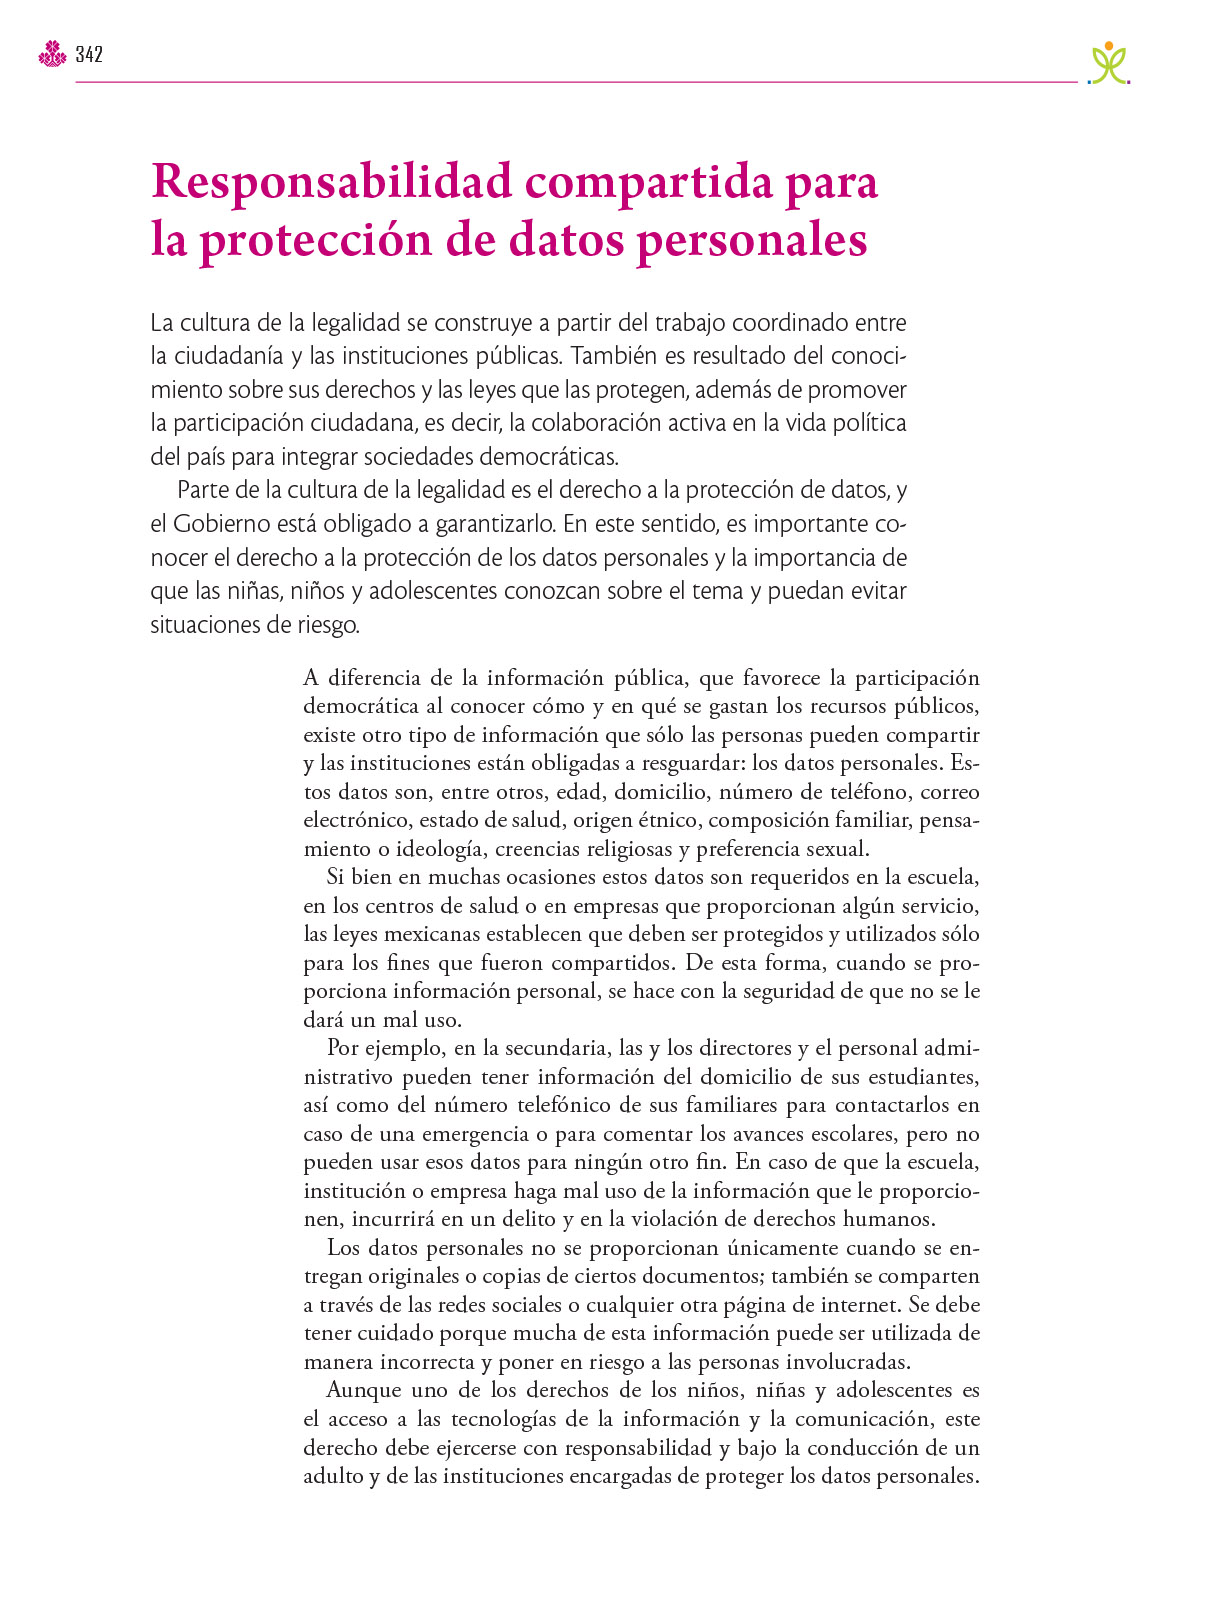 342
Responsabilidad compartida para
la protección de datos personales
La cultura de la legalidad se construye a partir del trabajo coordinado entre
la ciudadanía y las instituciones públicas. También es resultado del conoci-
miento sobre sus derechos y las leyes que las protegen, además de promover
la participación ciudadana, es decir, la colaboración activa en la vida política
del país para integrar sociedades democráticas.
Parte de la cultura de la legalidad es el derecho a la protección de datos, y
el Gobierno está obligado a garantizarlo. En este sentido, es importante co-
nocer el derecho a la protección de los datos personales y la importancia de
que las niñas, niños y adolescentes conozcan sobre el tema y puedan evitar
situaciones de riesgo.
A diferencia de la información pública, que favorece la participación
democrática al conocer cómo y en qué se gastan los recursos públicos,
existe otro tipo de información que sólo las personas pueden compartir
y las instituciones están obligadas a resguardar: los datos personales. Es-
tos datos son, entre otros, edad, domicilio, número de teléfono, correo
electrónico, estado de salud, origen étnico, composición familiar, pensa-
miento o ideología, creencias religiosas y preferencia sexual.
Si bien en muchas ocasiones estos datos son requeridos en la escuela,
en los centros de salud o en empresas que proporcionan algún servicio,
las leyes mexicanas establecen que deben ser protegidos y utilizados sólo
para los fines que fueron compartidos. De esta forma, cuando se pro-
porciona información personal, se hace con la seguridad de que no se le
dará un mal uso.
Por ejemplo, en la secundaria, las y los directores y el personal admi-
nistrativo pueden tener información del domicilio de sus estudiantes,
así como del número telefónico de sus familiares para contactarlos en
caso de una emergencia o para comentar los avances escolares, pero no
pueden usar esos datos para ningún otro fin. En caso de que la escuela,
institución o empresa haga mal uso de la información que le proporcio-
nen, incurrirá en un delito y en la violación de derechos humanos.
Los datos personales no se proporcionan únicamente cuando se en-
tregan originales o copias de ciertos documentos; también se comparten
a través de las redes sociales o cualquier otra página de internet. Se debe
tener cuidado porque mucha de esta información puede ser utilizada de
manera incorrecta y poner en riesgo a las personas involucradas.
Aunque uno de los derechos de los niños, niñas y adolescentes es
el acceso a las tecnologías de la información y la comunicación, este
derecho debe ejercerse con responsabilidad y bajo la conducción de un
adulto y de las instituciones encargadas de proteger los datos personales.